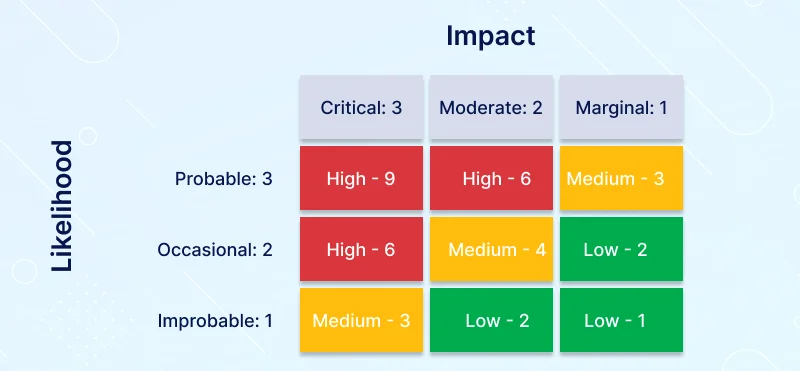 Impact
Critical: 3 Moderate: 2 Marginal: 1
Likelihood
Probable: 3 High - 9 High - 6 Medium - 3
Occasional: 2 High - 6 Medium - 4 Low - 2
Improbable: 1 Medium - 3 Low - 2 Low - 1